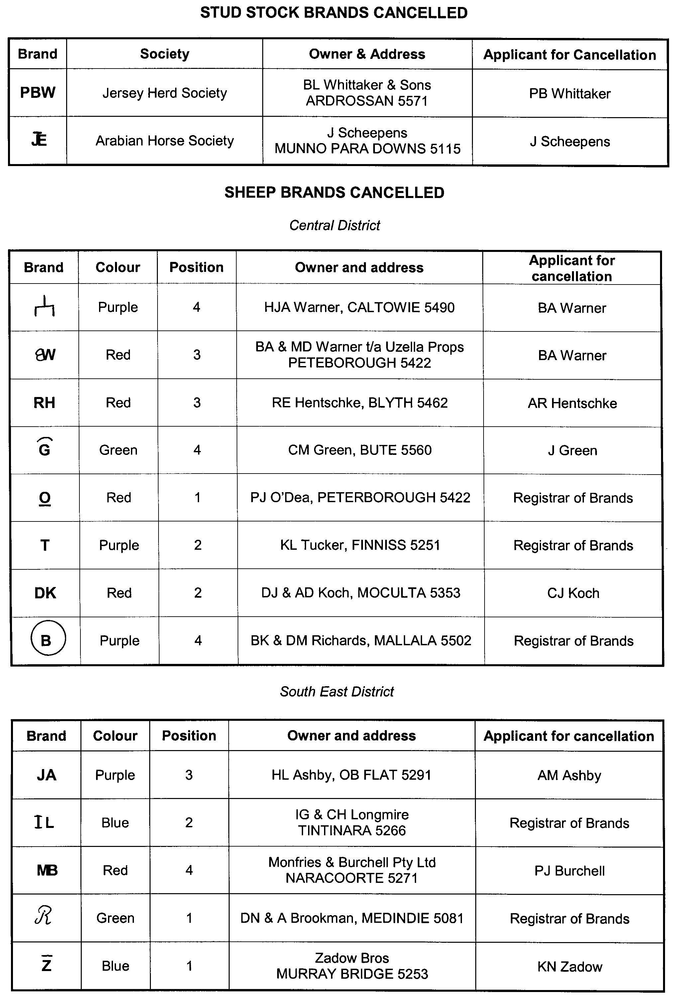 STUD STOCK BRANDS CANCELLED
Brand Society Owner & Address Applicant for Cancellation
PBW Jersey Herd Society BL Whittaker & Sons ARDROSSAN 5571 PB Whittaker
JE Arabian Horse Society J Scheepens MUNNO PARA DOWNS 5115 J Scheepens
SHEEP BRANDS CANCELLED
Central District
Brand Colour Position Owner and address Applicant for cancellation
Purple 4 HJA Warner, CALTOWIE 5490 BA Warner
Red 3 BA & MD Warner t/a Uzella Props PETEBOROUGH 5422 BA Warner
RH Red 3 RE Hentschke, BLYTH 5462 AR Hentschke
G Green 4 CM Green, BUTE 5560 J Green
O Red 1 PJ O'Dea, PETERBOROUGH 5422 Registrar of Brands
T Purple 2 KL Tucker, FINNISS 5251 Registrar of Brands
DK Red 2 DJ & AD Koch, MOCULTA 5353 CJ Koch
B Purple 4 BK & DM Richards, MALLALA 5502 Registrar of Brands
South East District
Brand Colour Position Owner and address Applicant for cancellation
JA Purple 3 HL Ashby, OB FLAT 5291 AM Ashby
IL Blue 2 IG & CH Longmire TINTINARA 5266 Registrar of Brands
MB Red 4 Monfries & Burchell Pty Ltd NARACOORTE 5271 PJ Burchell
R Green 1 DN & A Brookman, MEDINDIE 5081 Registrar of Brands
Z Blue 1 Zadow Bros MURRAY BRIDGE 5253 KN Zadow